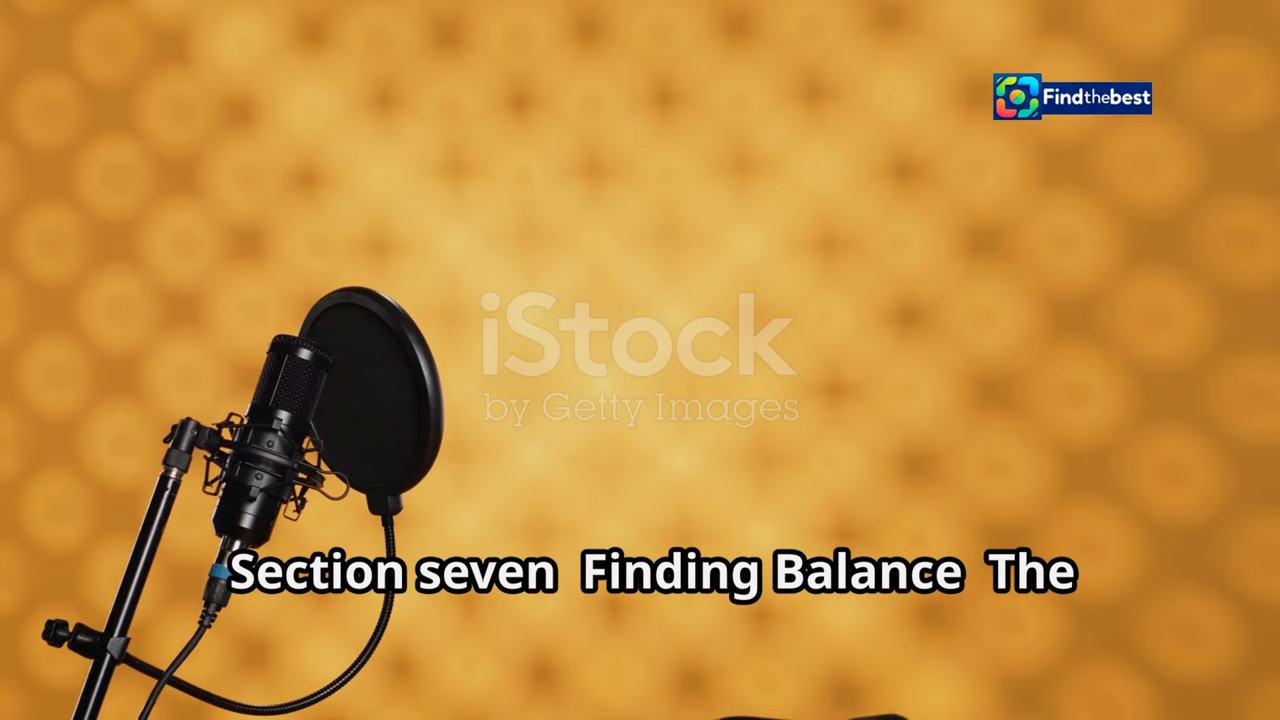 Findthebest
iStock
by Getty Images
Section seven Finding Balance The